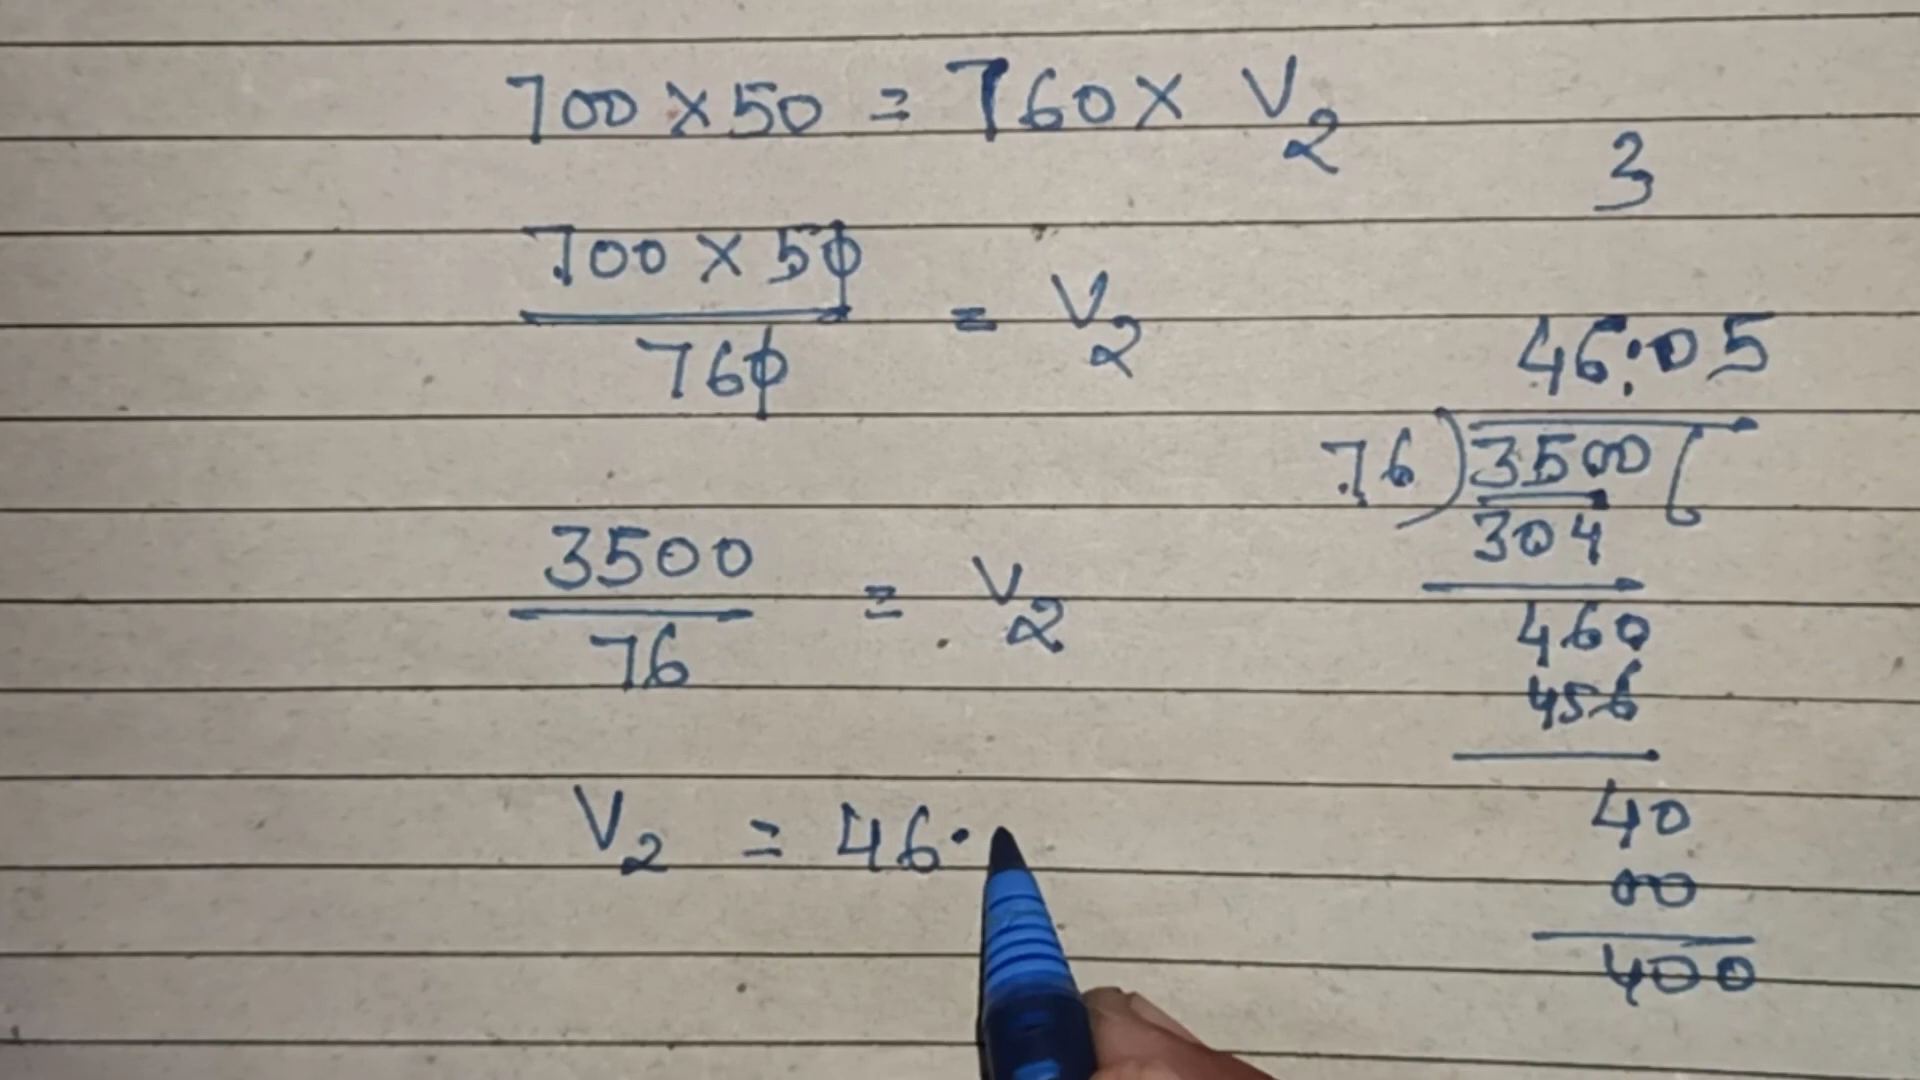 700 × 50 = 760 × V₂
3
700 × 50
760
= V₂
3500
76
= V₂
V₂ = 46.
46.05
76)3500(
304
460
456
40
00
400